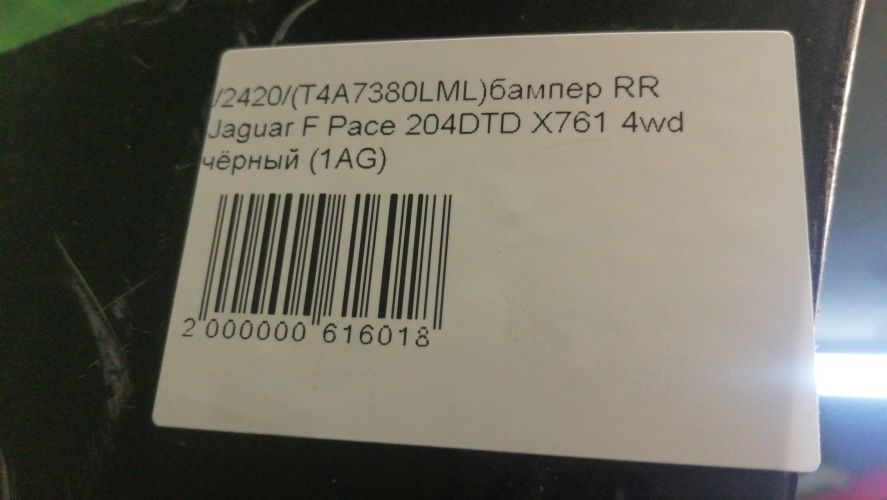 /2420/(T4A7380LML)бампер RR
Jaguar F Pace 204DTD X761 4wd
чёрный (1AG)
2 000000 616018